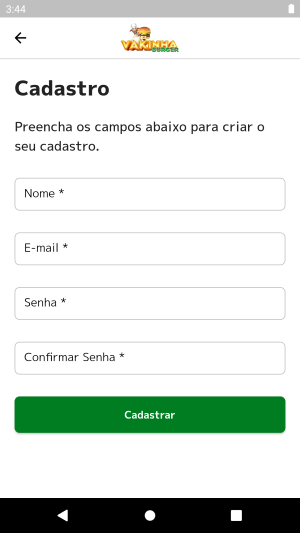 3:44
VAKINHA
BURGER
Cadastro
Preencha os campos abaixo para criar o
seu cadastro.
Nome *
E-mail *
Senha *
Confirmar Senha *
Cadastrar